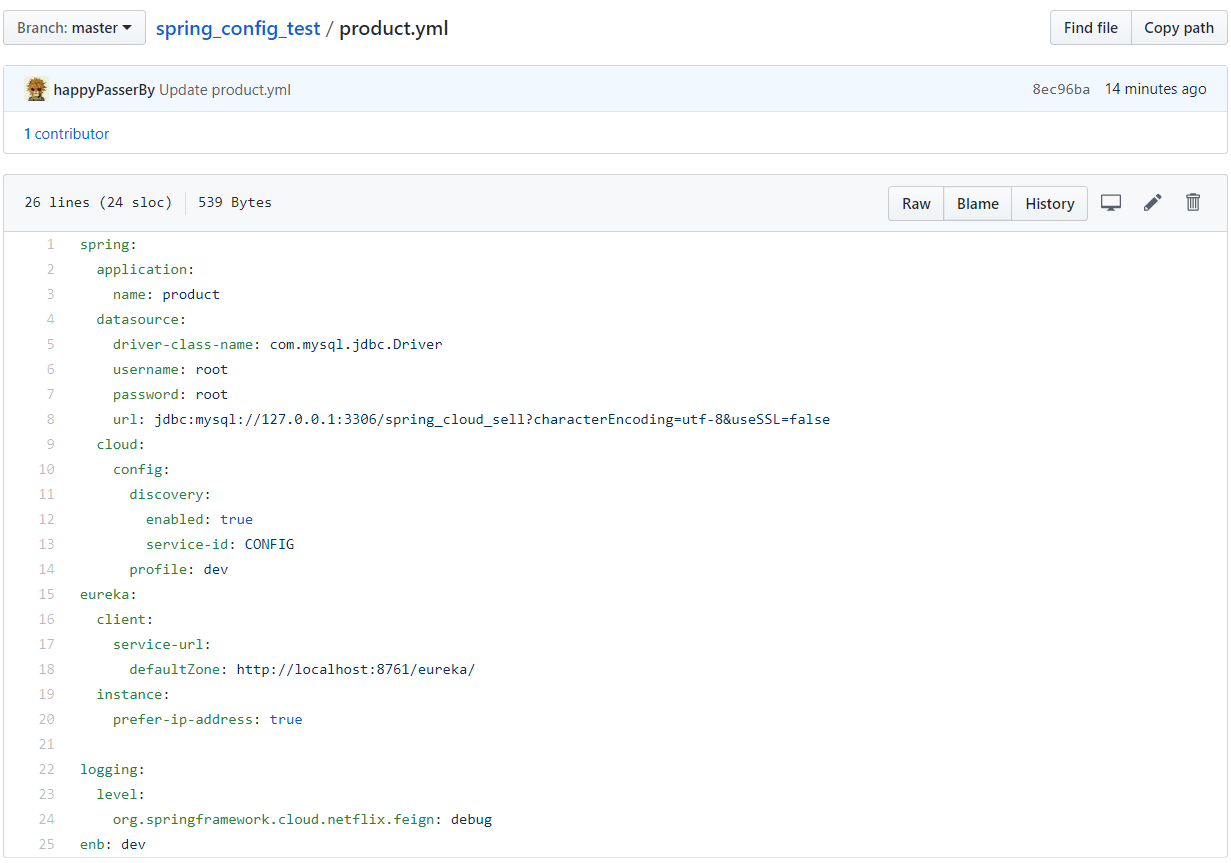 Branch: master
spring_config_test / product.yml
Find file
Copy path
happyPasserBy Update product.yml
8ec96ba 14 minutes ago
1 contributor
26 lines (24 sloc) 539 Bytes
Raw
Blame
History
1 spring:
2   application:
3     name: product
4   datasource:
5     driver-class-name: com.mysql.jdbc.Driver
6     username: root
7     password: root
8     url: jdbc:mysql://127.0.0.1:3306/spring_cloud_sell?characterEncoding=utf-8&useSSL=false
9   cloud:
10     config:
11       discovery:
12         enabled: true
13         service-id: CONFIG
14       profile: dev
15 eureka:
16   client:
17     service-url:
18       defaultZone: http://localhost:8761/eureka/
19   instance:
20     prefer-ip-address: true
21
22 logging:
23   level:
24     org.springframework.cloud.netflix.feign: debug
25 enb: dev